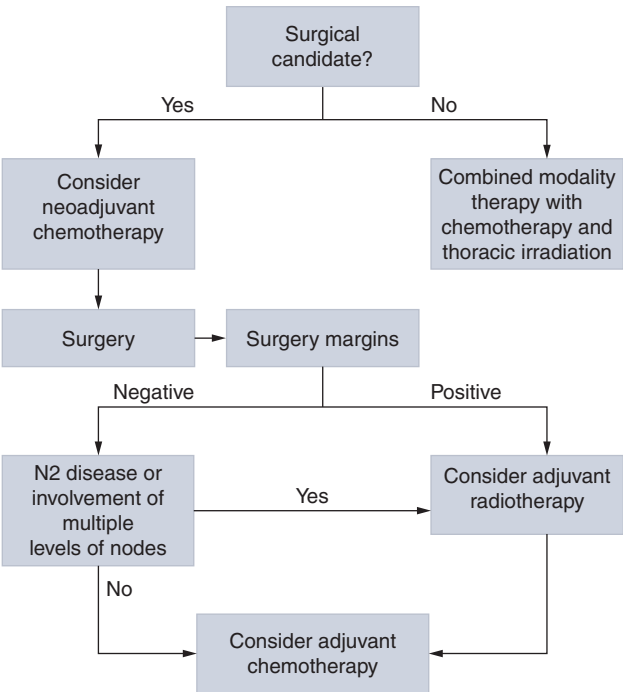 Surgical
candidate?
Yes
No
Consider
neoadjuvant
chemotherapy
Combined modality
therapy with
chemotherapy and
thoracic irradiation
Surgery
Surgery margins
Negative
Positive
N2 disease or
involvement of
multiple
levels of nodes
Yes
Consider adjuvant
radiotherapy
No
Consider adjuvant
chemotherapy